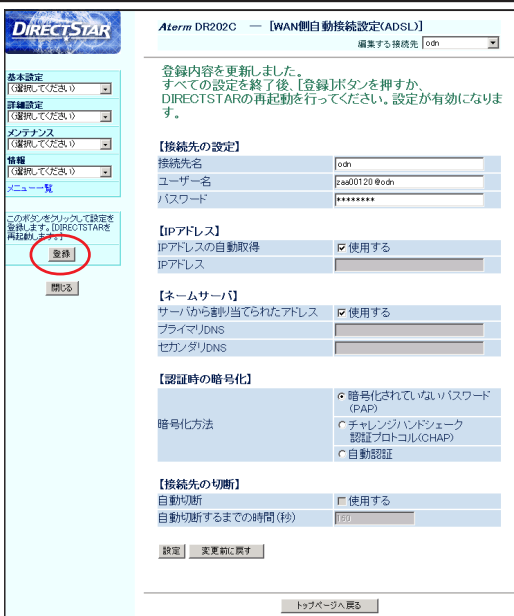 DIRECTSTAR
基本設定
(選択してください)
詳細設定
(選択してください)
メンテナンス
(選択してください)
情報
(選択してください)
メニュー一覧
このボタンをクリックして設定を
登録します。[DIRECTSTARを
再起動します。]
登録
閉じる
Aterm DR202C ― [WAN側自動接続設定(ADSL)]
編集する接続先 odn
登録内容を更新しました。
すべての設定を終了後、[登録]ボタンを押すか、
DIRECTSTARの再起動を行ってください。設定が有効になりま
す。
【接続先の設定】
接続先名 odn
ユーザー名 zaa00120@odn
パスワード ********
【IPアドレス】
IPアドレスの自動取得 使用する
IPアドレス
【ネームサーバ】
サーバから割り当てられたアドレス 使用する
プライマリDNS
セカンダリDNS
【認証時の暗号化】
暗号化方法
暗号化されていないパスワード
(PAP)
チャレンジハンドシェーク
認証プロトコル(CHAP)
自動認証
【接続先の切断】
自動切断 使用する
自動切断するまでの時間(秒) 180
設定 変更前に戻す
トップページへ戻る